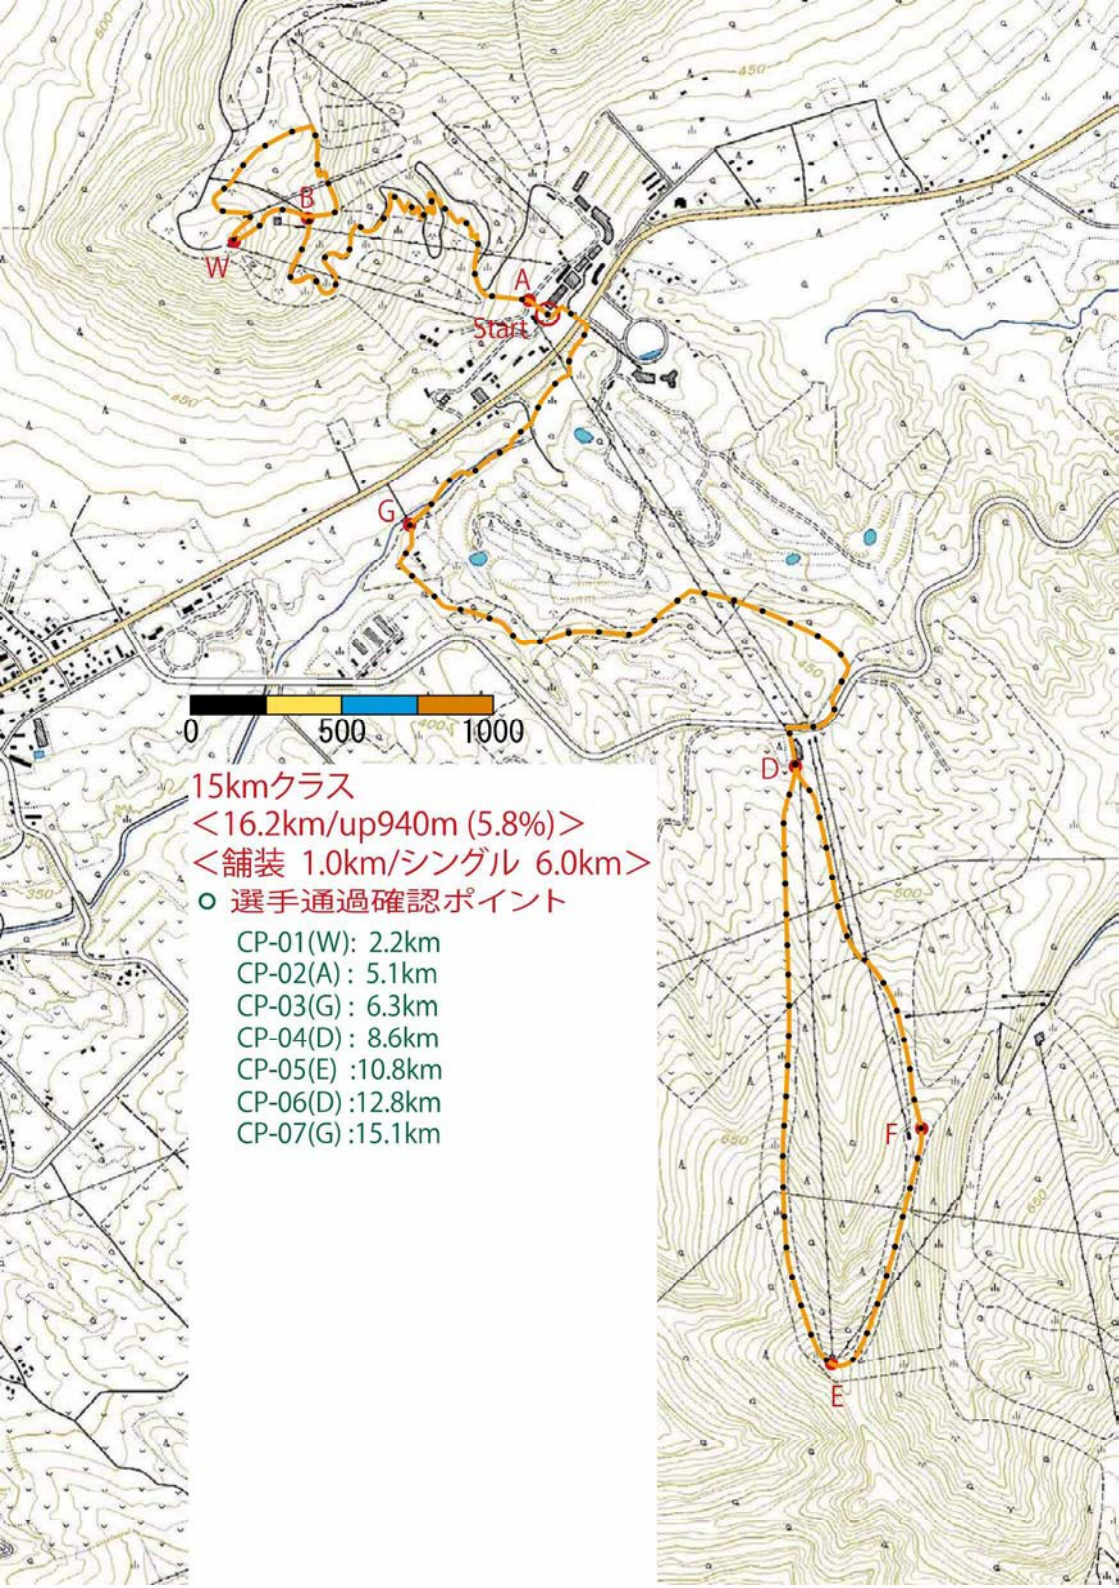 500
450
B
W
A
Start
450
G
450
0 500 1000
400
D
15kmクラス
<16.2km/up940m (5.8%)>
<舗装 1.0km/シングル 6.0km>
○ 選手通過確認ポイント
350
500
CP-01(W): 2.2km
CP-02(A) : 5.1km
CP-03(G) : 6.3km
CP-04(D) : 8.6km
CP-05(E) :10.8km
CP-06(D) :12.8km
CP-07(G) :15.1km
F
650
650
E